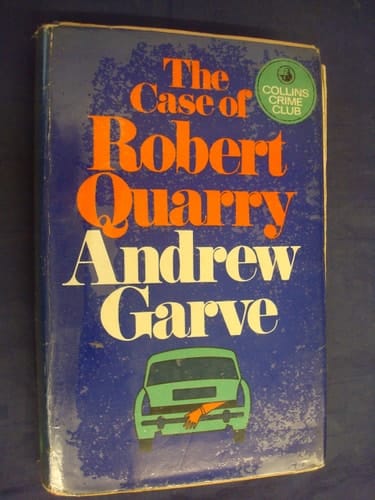 The
Case of
Robert
Quarry
Andrew
Garve
COLLINS
CRIME
CLUB